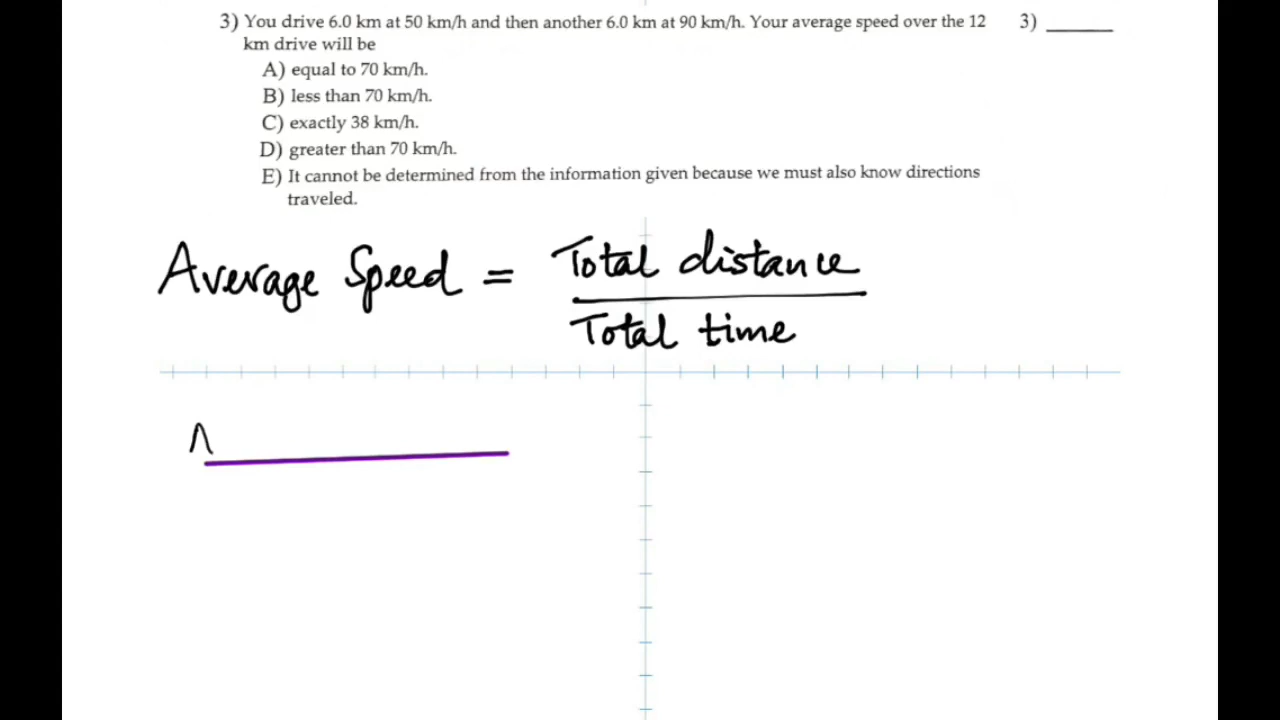 3) You drive 6.0 km at 50 km/h and then another 6.0 km at 90 km/h. Your average speed over the 12 3) ______
km drive will be
A) equal to 70 km/h.
B) less than 70 km/h.
C) exactly 38 km/h.
D) greater than 70 km/h.
E) It cannot be determined from the information given because we must also know directions
traveled.
Average Speed = Total distance
Total time